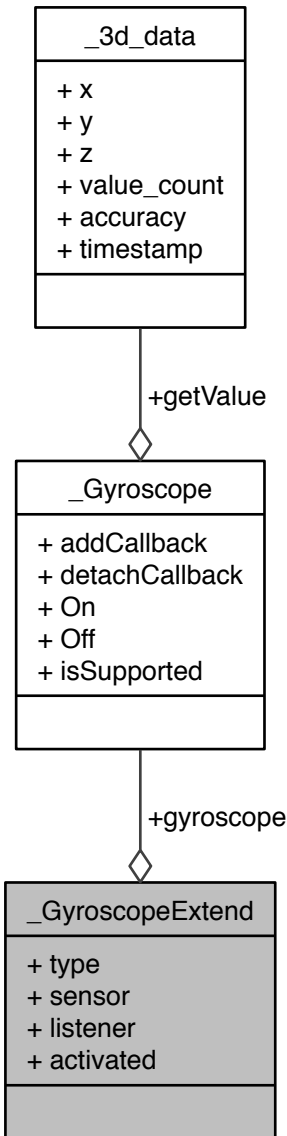 _3d_data
+ x
+ y
+ z
+ value_count
+ accuracy
+ timestamp
+getValue
_Gyroscope
+ addCallback
+ detachCallback
+ On
+ Off
+ isSupported
+gyroscope
_GyroscopeExtend
+ type
+ sensor
+ listener
+ activated